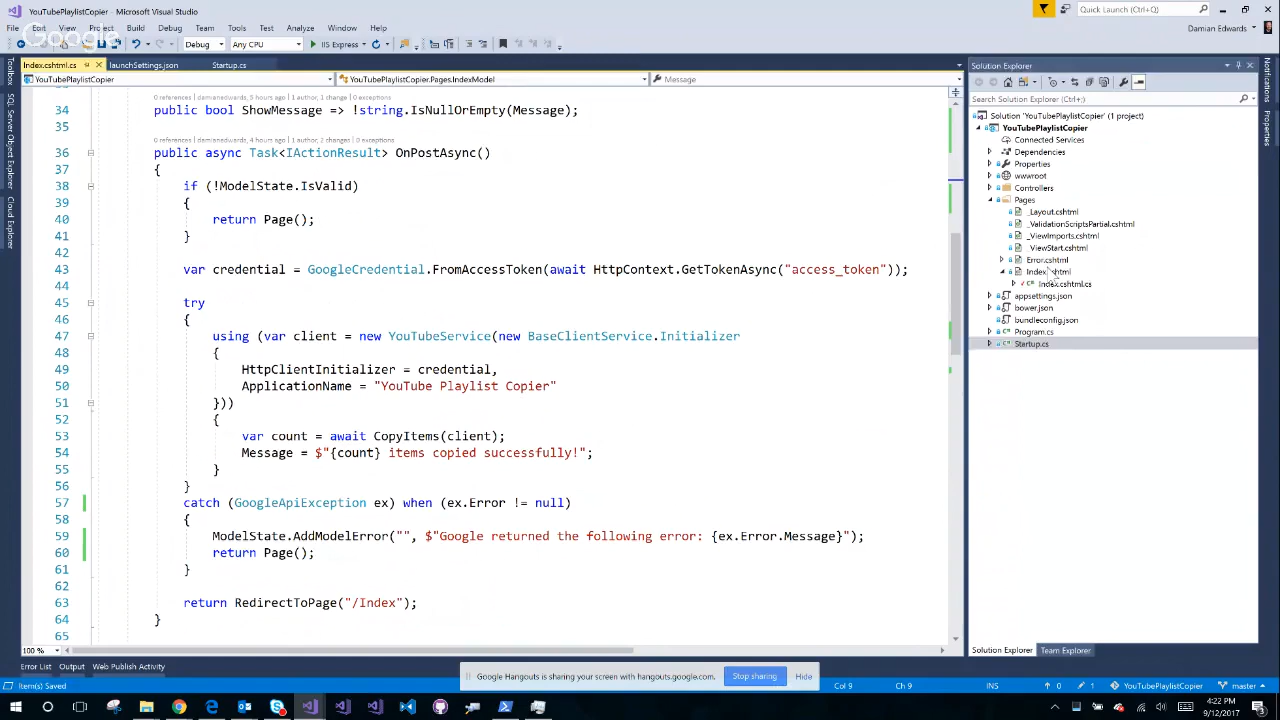 YouTubePlaylistCopier - Microsoft Visual Studio
Quick Launch (Ctrl+Q)
File Edit View Project Build Debug Team Tools Test Analyze Window Help
Damian Edwards
Google
Debug
Any CPU
IIS Express
Index.cshtml.cs
launchSettings.json
Startup.cs
YouTubePlaylistCopier
YouTubePlaylistCopier.Pages.IndexModel
Message
Toolbox
SQL Server Object Explorer
Cloud Explorer
0 references | damianedwards, 5 hours ago | 1 author, 1 change | 0 exceptions
34 public bool ShowMessage => !string.IsNullOrEmpty(Message);
35
0 references | damianedwards, 4 hours ago | 1 author, 2 changes | 0 exceptions
36 public async Task<IActionResult> OnPostAsync()
37 {
38 if (!ModelState.IsValid)
39 {
40 return Page();
41 }
42
43 var credential = GoogleCredential.FromAccessToken(await HttpContext.GetTokenAsync("access_token"));
44
45 try
46 {
47 using (var client = new YouTubeService(new BaseClientService.Initializer
48 {
49 HttpClientInitializer = credential,
50 ApplicationName = "YouTube Playlist Copier"
51 }))
52 {
53 var count = await CopyItems(client);
54 Message = $"{count} items copied successfully!";
55 }
56 }
57 catch (GoogleApiException ex) when (ex.Error != null)
58 {
59 ModelState.AddModelError("", $"Google returned the following error: {ex.Error.Message}");
60 return Page();
61 }
62
63 return RedirectToPage("/Index");
64 }
65
100 %
Solution Explorer
Search Solution Explorer (Ctrl+;)
Solution 'YouTubePlaylistCopier' (1 project)
YouTubePlaylistCopier
Connected Services
Dependencies
Properties
wwwroot
Controllers
Pages
_Layout.cshtml
_ValidationScriptsPartial.cshtml
_ViewImports.cshtml
_ViewStart.cshtml
Error.cshtml
Index.cshtml
Index.cshtml.cs
appsettings.json
bower.json
bundleconfig.json
Program.cs
Startup.cs
Solution Explorer
Team Explorer
Notifications
Properties
Error List Output Web Publish Activity
Google Hangouts is sharing your screen with hangouts.google.com.
Stop sharing
Hide
Item(s) Saved
Col 9
Ch 9
INS
0
1
YouTubePlaylistCopier
master
4:22 PM
9/12/2017